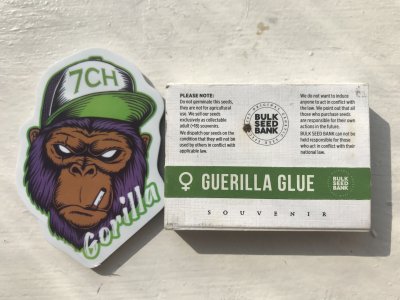 7CH
Gorilla
PLEASE NOTE:
Do not germinate this seeds,
they are not for agricultural
use. We sell our seeds
exclusively as collectable
adult (+18) souvenirs.
We dispatch our seeds on the
condition that they will not be
used by others in conflict with
applicable law.
BULK
SEED
BANK
We do not want to induce
anyone to act in conflict with
the law. We point out that all
those who purchase seeds
are responsible for their own
actions in the future.
BULK SEED BANK can not be
held responsible for those
who act in conflict with their
national law.
GUERILLA GLUE
BULK
SEED
BANK
SOUVENIR